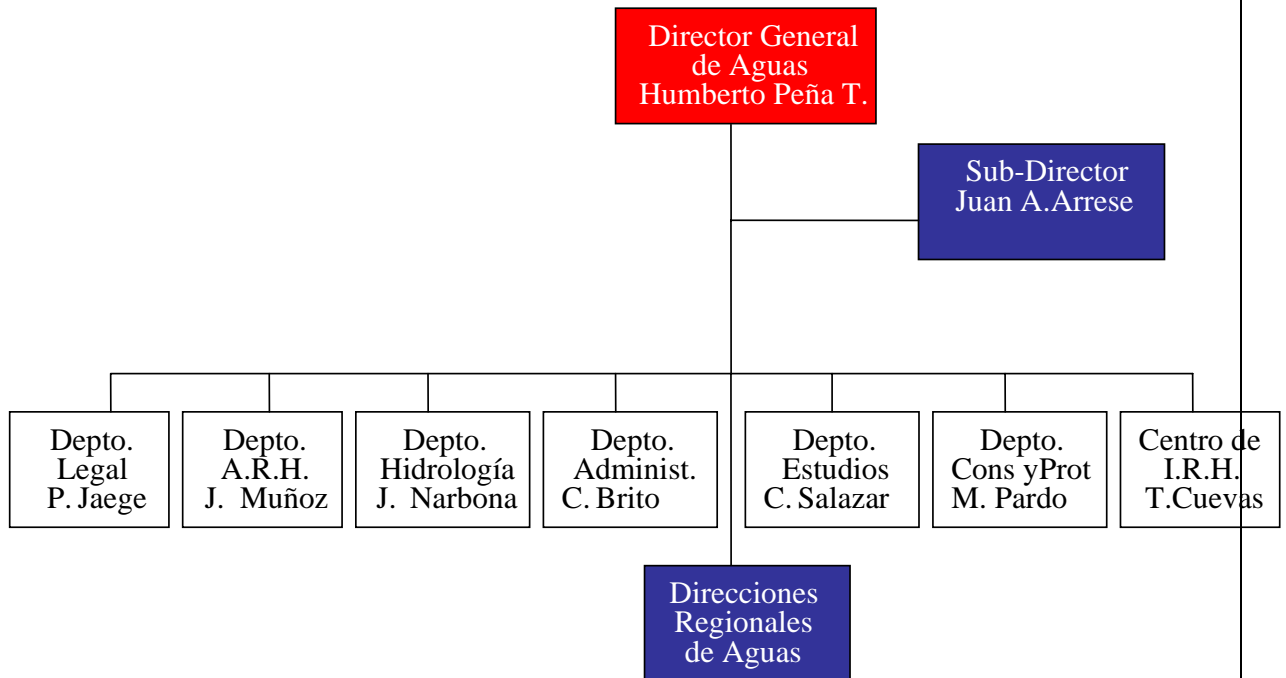 Director General
de Aguas
Humberto Peña T.
Sub-Director
Juan A.Arrese
Depto.
Legal
P. Jaege
Depto.
A.R.H.
J. Muñoz
Depto.
Hidrología
J. Narbona
Depto.
Administ.
C. Brito
Depto.
Estudios
C. Salazar
Depto.
Cons yProt
M. Pardo
Centro de
I.R.H.
T.Cuevas
Direcciones
Regionales
de Aguas